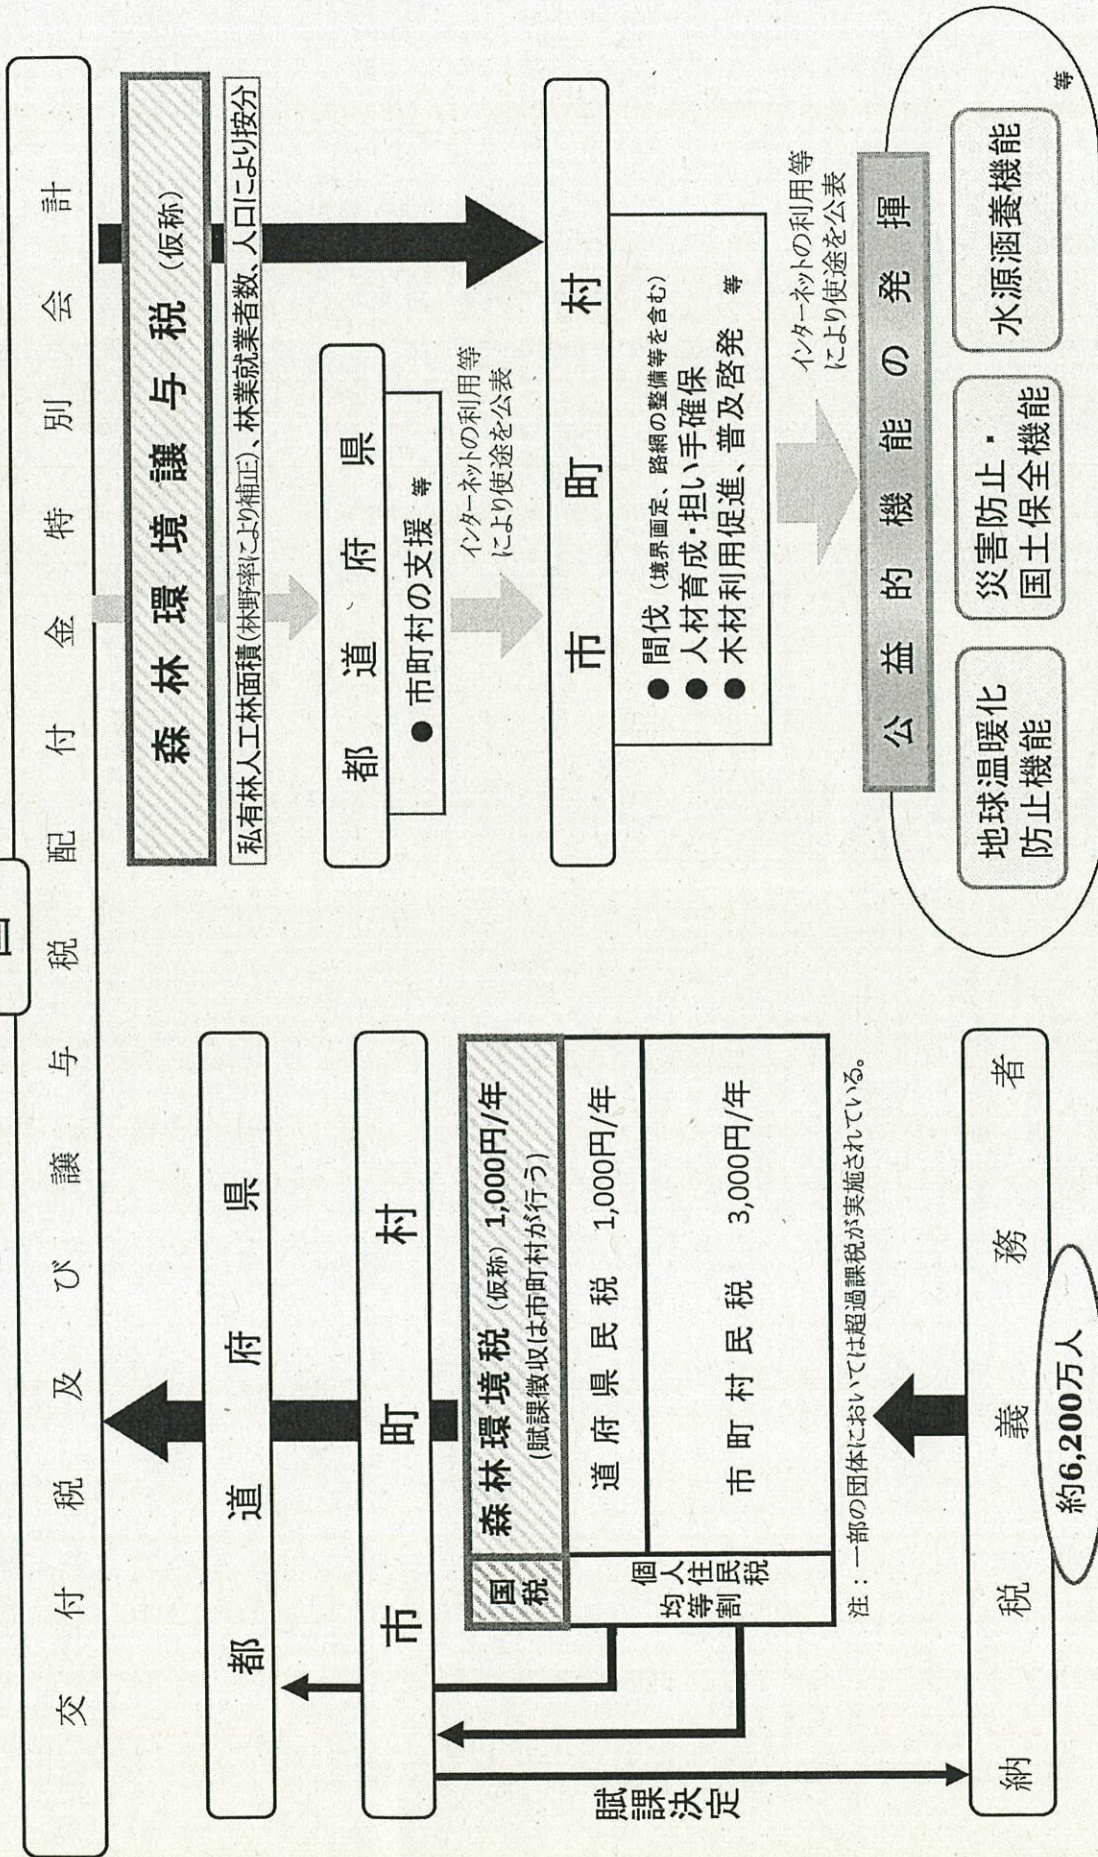 交付税及び譲与税配付金特別会計
都道府県
市町村
国税
森林環境税(仮称) 1,000円/年
(賦課徴収は市町村が行う)
個人住民税
均等割
道府県民税 1,000円/年
市町村民税 3,000円/年
注:一部の団体においては超過課税が実施されている。
賦課決定
納税義務者
約6,200万人
森林環境譲与税(仮称)
私有林人工林面積(林野率により補正)、林業就業者数、人口により按分
都道府県
● 市町村の支援 等
インターネットの利用等
により使途を公表
市町村
● 間伐(境界画定、路網の整備等を含む)
● 人材育成・担い手確保
● 木材利用促進、普及啓発 等
インターネットの利用等
により使途を公表
公益的機能の発揮
地球温暖化
防止機能
災害防止・
国土保全機能
水源涵養機能
等